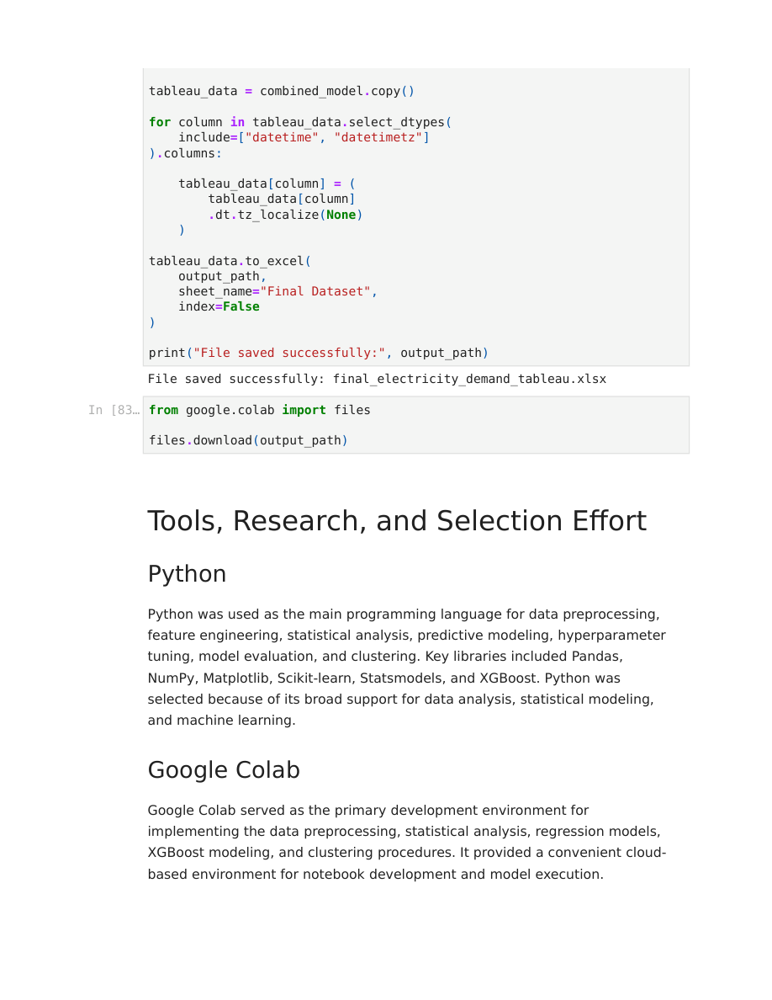 tableau_data = combined_model.copy()
for column in tableau_data.select_dtypes(
    include=["datetime", "datetimetz"]
).columns:
    tableau_data[column] = (
        tableau_data[column]
        .dt.tz_localize(None)
    )
tableau_data.to_excel(
    output_path,
    sheet_name="Final Dataset",
    index=False
)
print("File saved successfully:", output_path)
File saved successfully: final_electricity_demand_tableau.xlsx
In [83… from google.colab import files
files.download(output_path)
Tools, Research, and Selection Effort
Python
Python was used as the main programming language for data preprocessing,
feature engineering, statistical analysis, predictive modeling, hyperparameter
tuning, model evaluation, and clustering. Key libraries included Pandas,
NumPy, Matplotlib, Scikit-learn, Statsmodels, and XGBoost. Python was
selected because of its broad support for data analysis, statistical modeling,
and machine learning.
Google Colab
Google Colab served as the primary development environment for
implementing the data preprocessing, statistical analysis, regression models,
XGBoost modeling, and clustering procedures. It provided a convenient cloud-
based environment for notebook development and model execution.